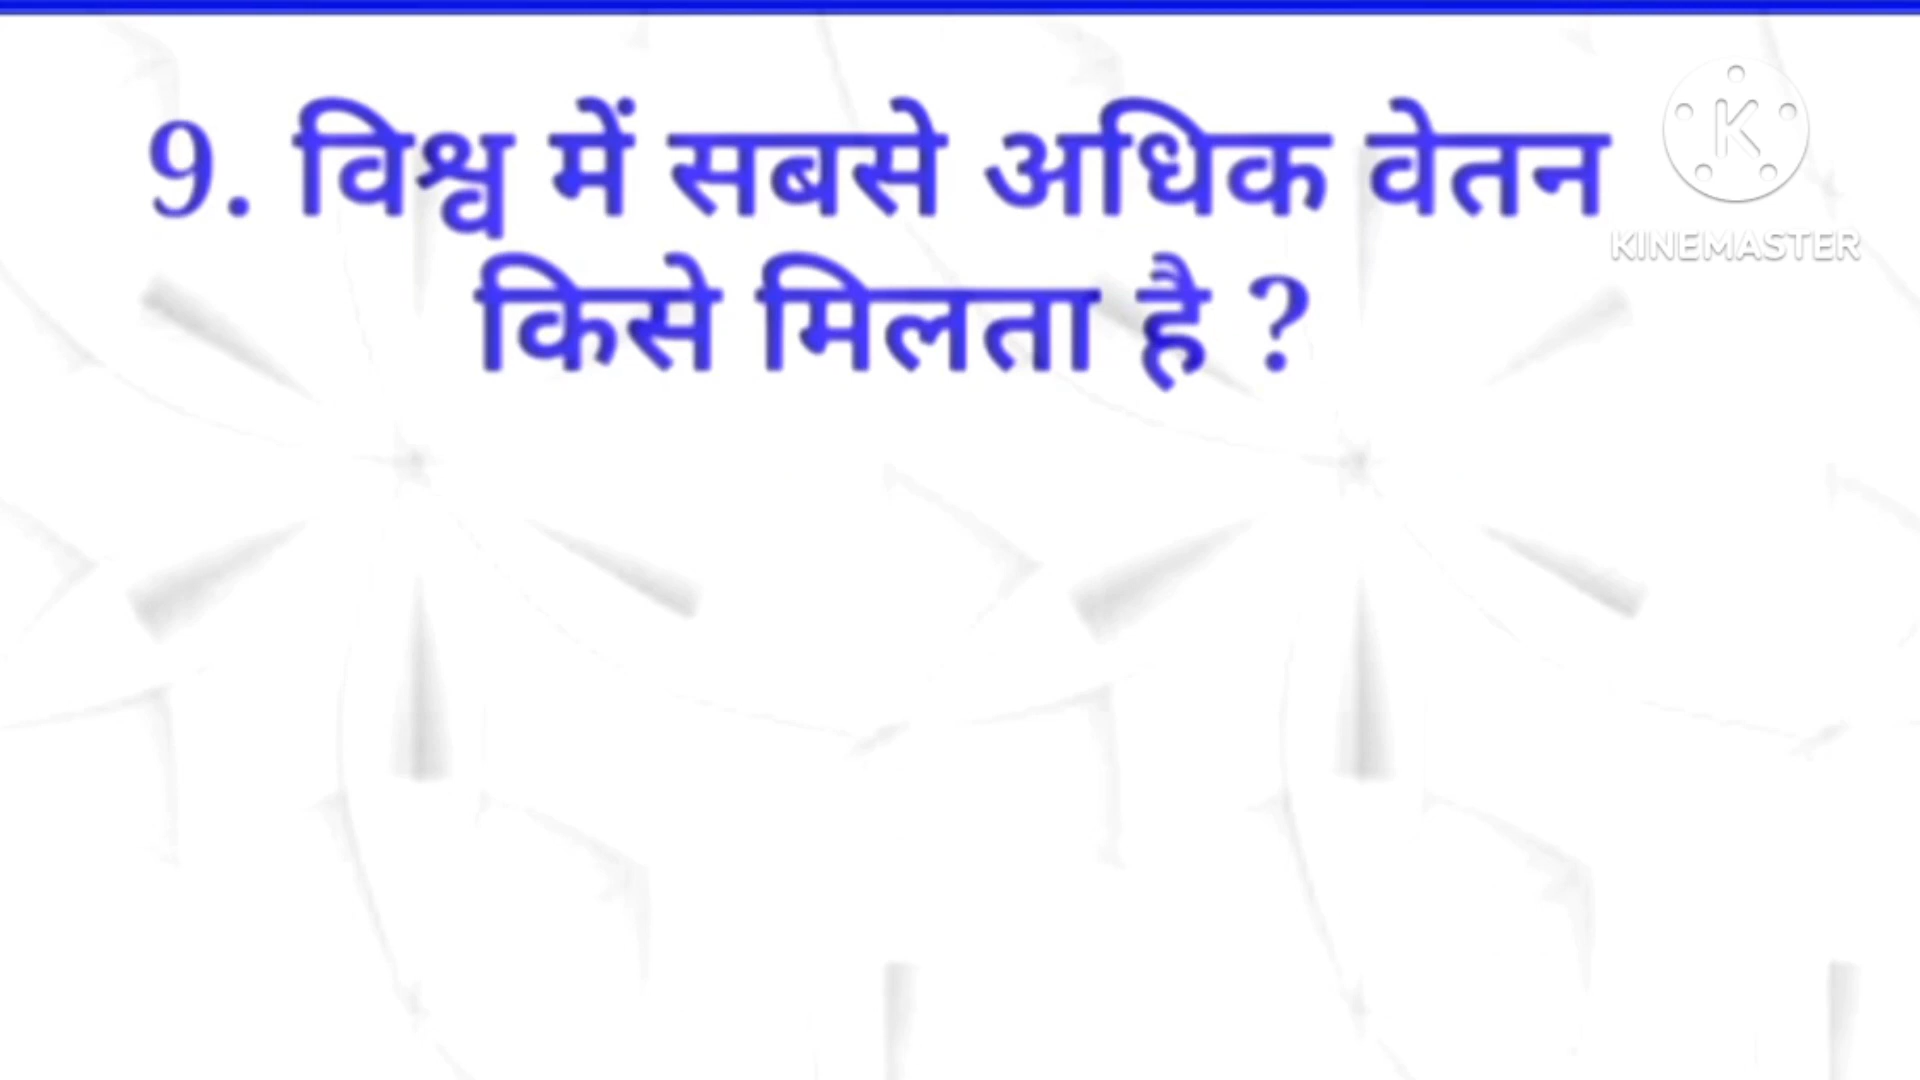 9. विश्व में सबसे अधिक वेतन
किसे मिलता है ?
K
KINEMASTER